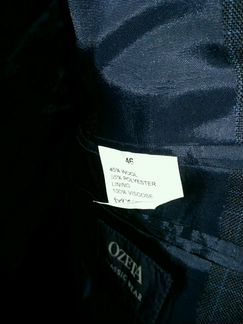 46
45% WOOL
55% POLYESTER
LINING
100% VISCOSE
OZETA